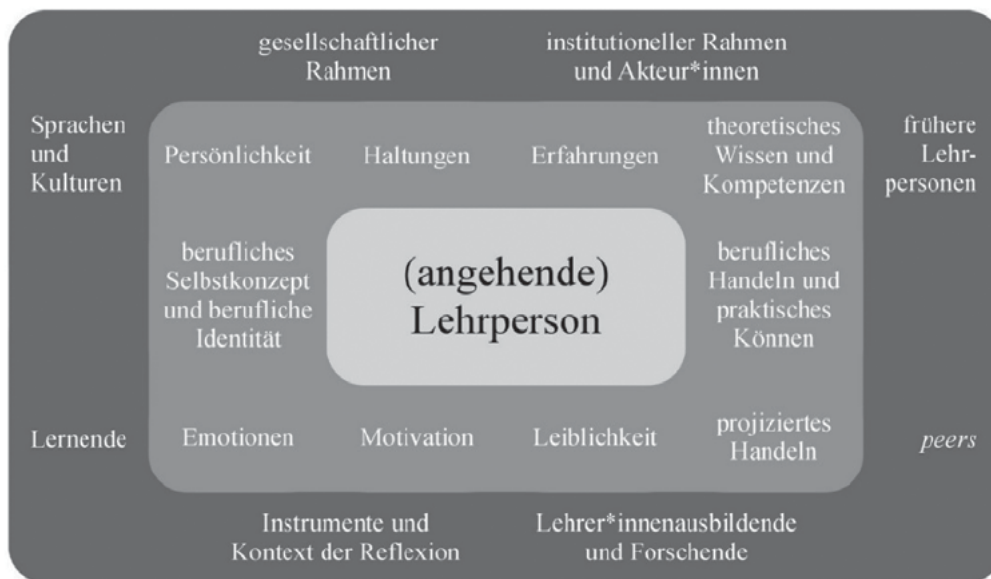 gesellschaftlicher
Rahmen
institutioneller Rahmen
und Akteur*innen
Sprachen
und
Kulturen
Persönlichkeit
Haltungen
Erfahrungen
theoretisches
Wissen und
Kompetenzen
frühere
Lehr-
personen
berufliches
Selbstkonzept
und berufliche
Identität
(angehende)
Lehrperson
berufliches
Handeln und
praktisches
Können
Lernende
Emotionen
Motivation
Leiblichkeit
projiziertes
Handeln
peers
Instrumente und
Kontext der Reflexion
Lehrer*innenausbildende
und Forschende